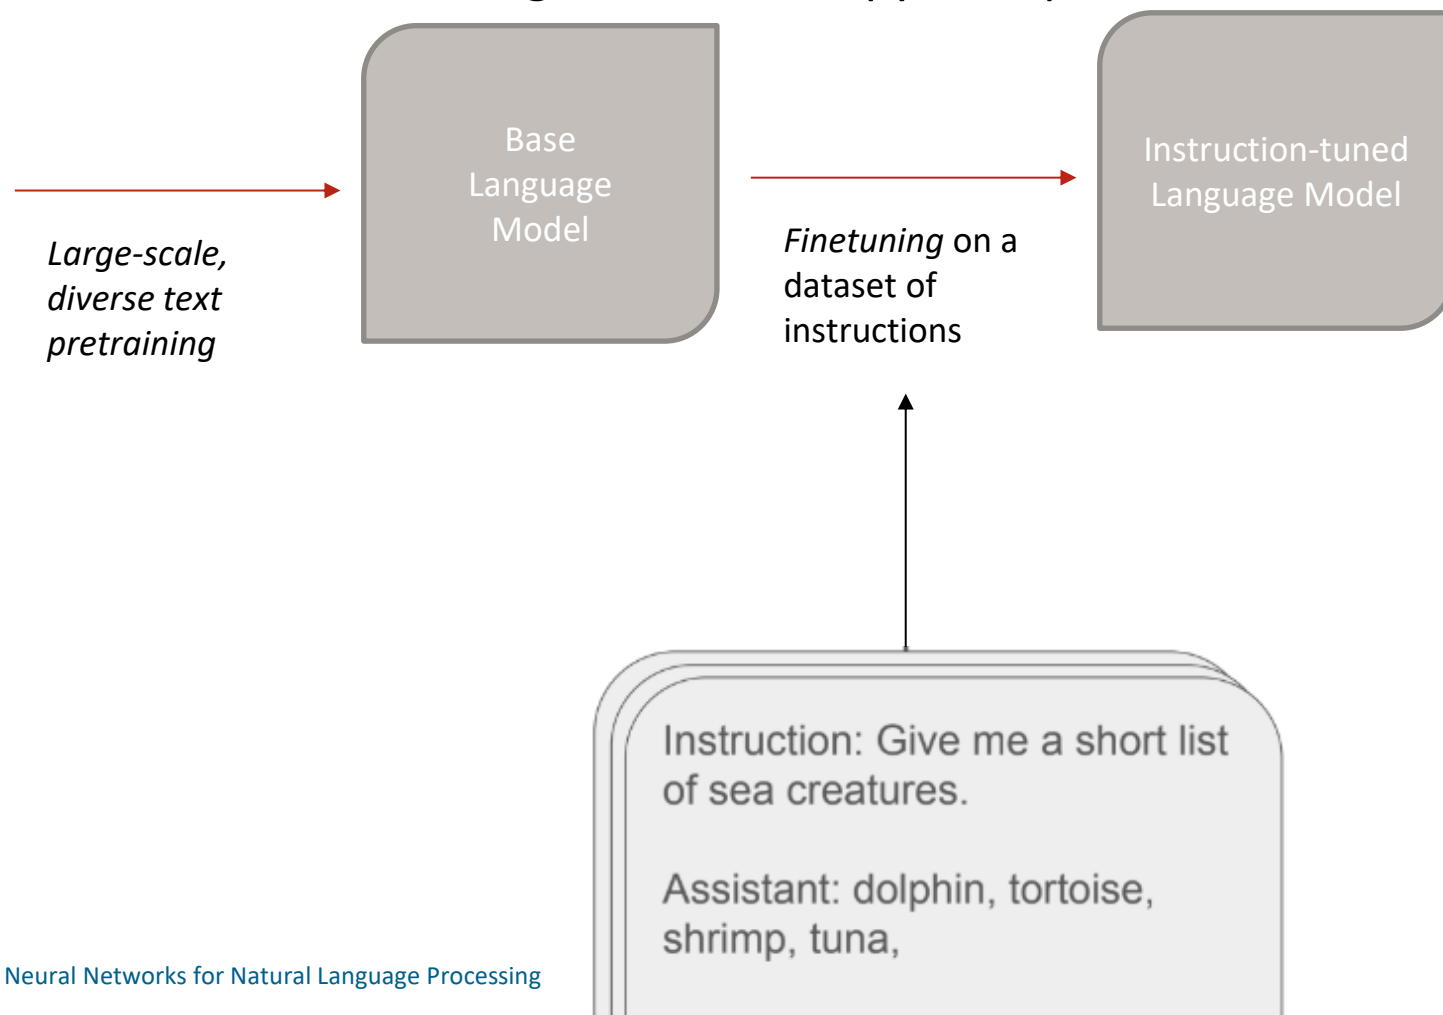 Base
Language
Model
Instruction-tuned
Language Model
Large-scale,
diverse text
pretraining
Finetuning on a
dataset of
instructions
Instruction: Give me a short list
of sea creatures.
Assistant: dolphin, tortoise,
shrimp, tuna,
Neural Networks for Natural Language Processing